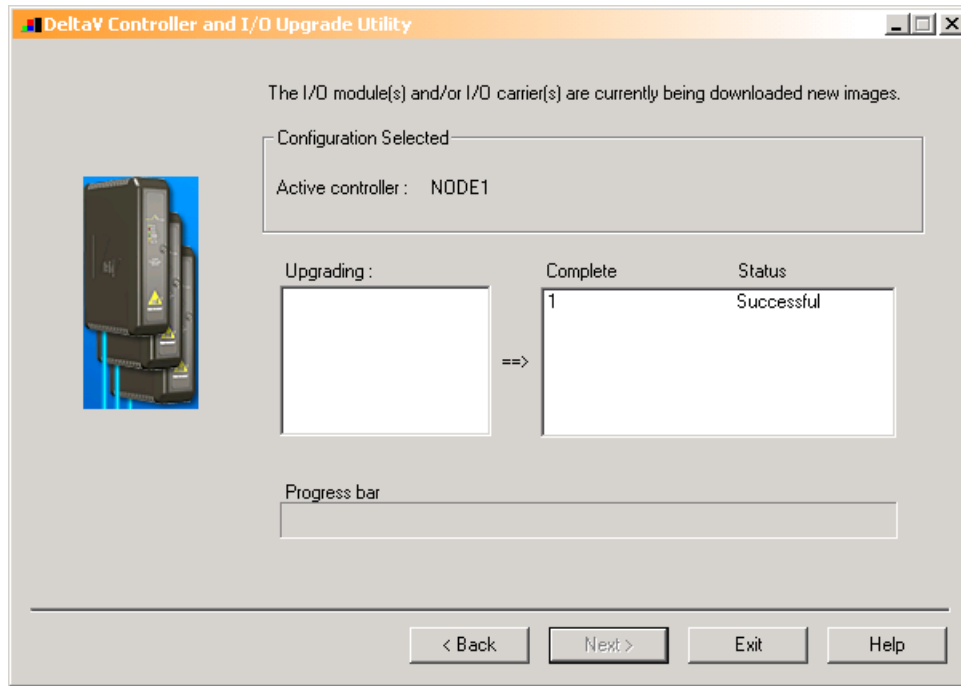 DeltaV Controller and I/O Upgrade Utility
The I/O module(s) and/or I/O carrier(s) are currently being downloaded new images.
Configuration Selected
Active controller : NODE1
Upgrading :
Complete Status
1 Successful
==>
Progress bar
< Back Next > Exit Help